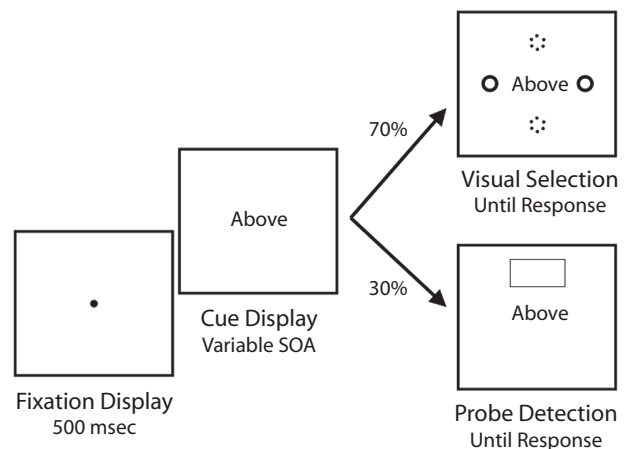 Above
70%
Visual Selection
Until Response
Above
Cue Display
Variable SOA
30%
Above
Fixation Display
500 msec
Probe Detection
Until Response